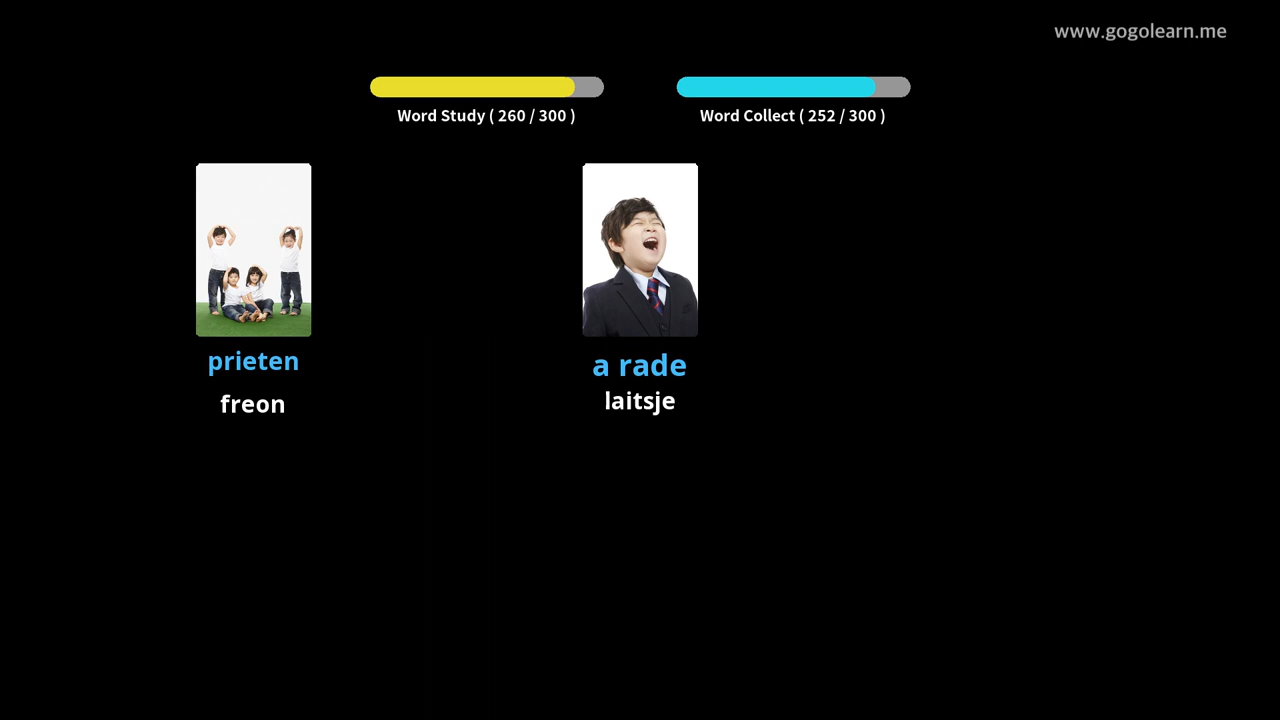 www.gogolearn.me
Word Study ( 260 / 300 )
Word Collect ( 252 / 300 )
prieten
freon
a rade
laitsje